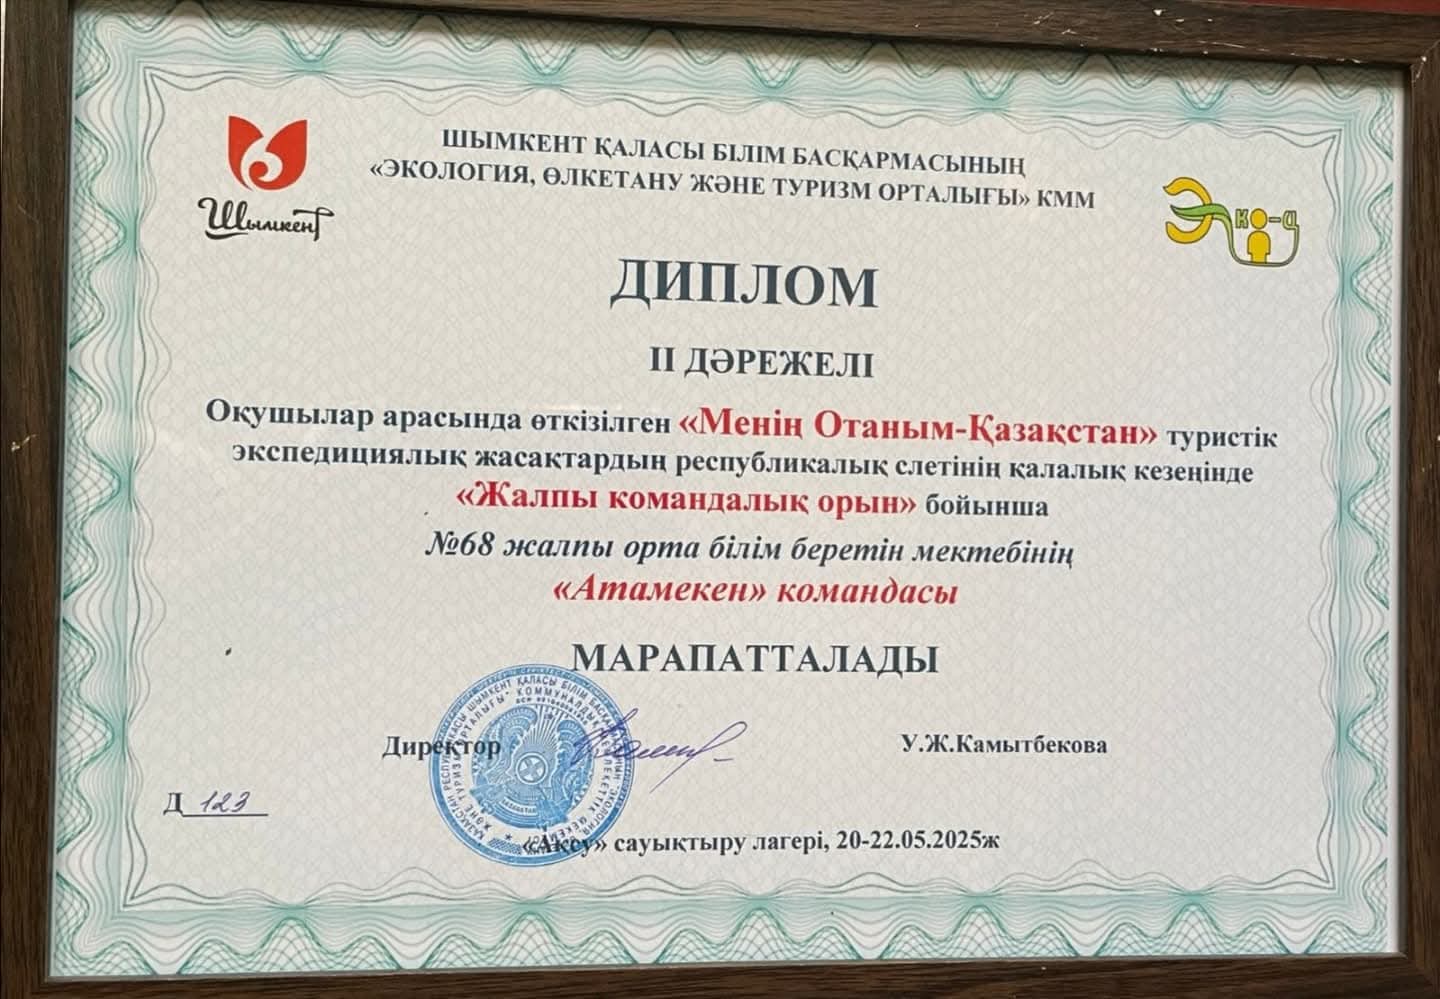 ШЫМКЕНТ ҚАЛАСЫ БІЛІМ БАСҚАРМАСЫНЫҢ
«ЭКОЛОГИЯ, ӨЛКЕТАНУ ЖӘНЕ ТУРИЗМ ОРТАЛЫҒЫ» КММ
Шымкент
Эко-Ц
ДИПЛОМ
ІІ ДӘРЕЖЕЛІ
Оқушылар арасында өткізілген «Менің Отаным-Қазақстан» туристік
экспедициялық жасақтардың республикалық слетінің қалалық кезеңінде
«Жалпы командалық орын» бойынша
№68 жалпы орта білім беретін мектебінің
«Атамекен» командасы
МАРАПАТТАЛАДЫ
Директор У.Ж.Камытбекова
Д 123
«Ақсу» сауықтыру лагері, 20-22.05.2025ж